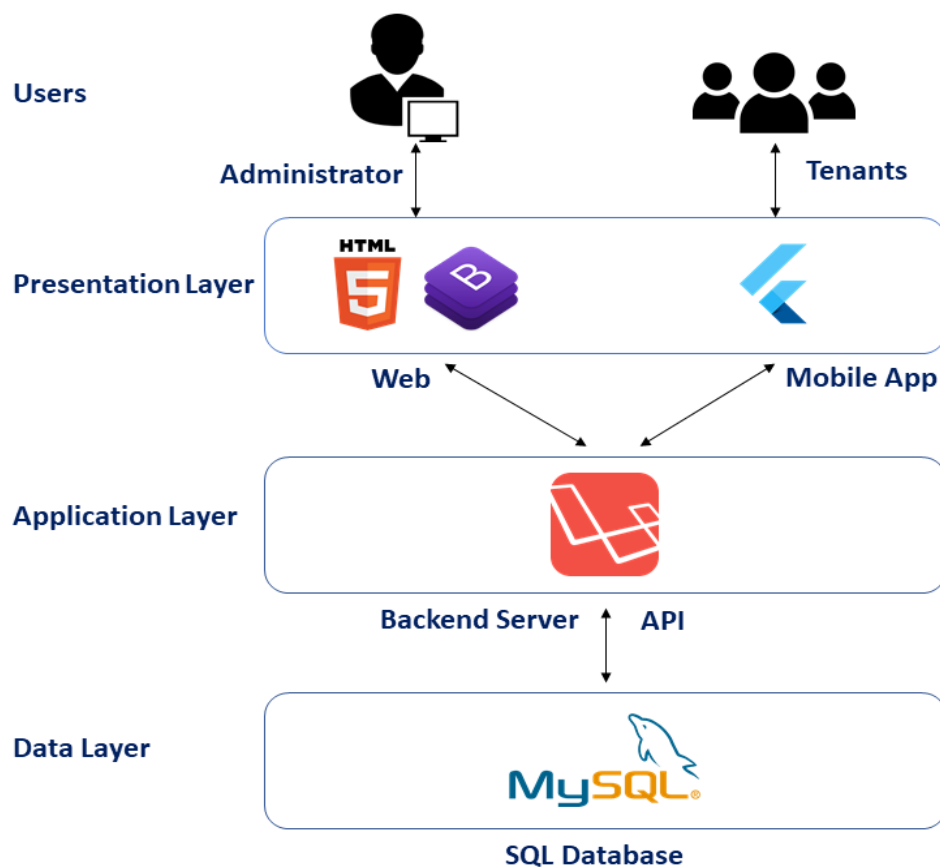 Users
Administrator
Tenants
HTML
5
B
Presentation Layer
Web
Mobile App
Application Layer
Backend Server
API
Data Layer
MySQL®
SQL Database